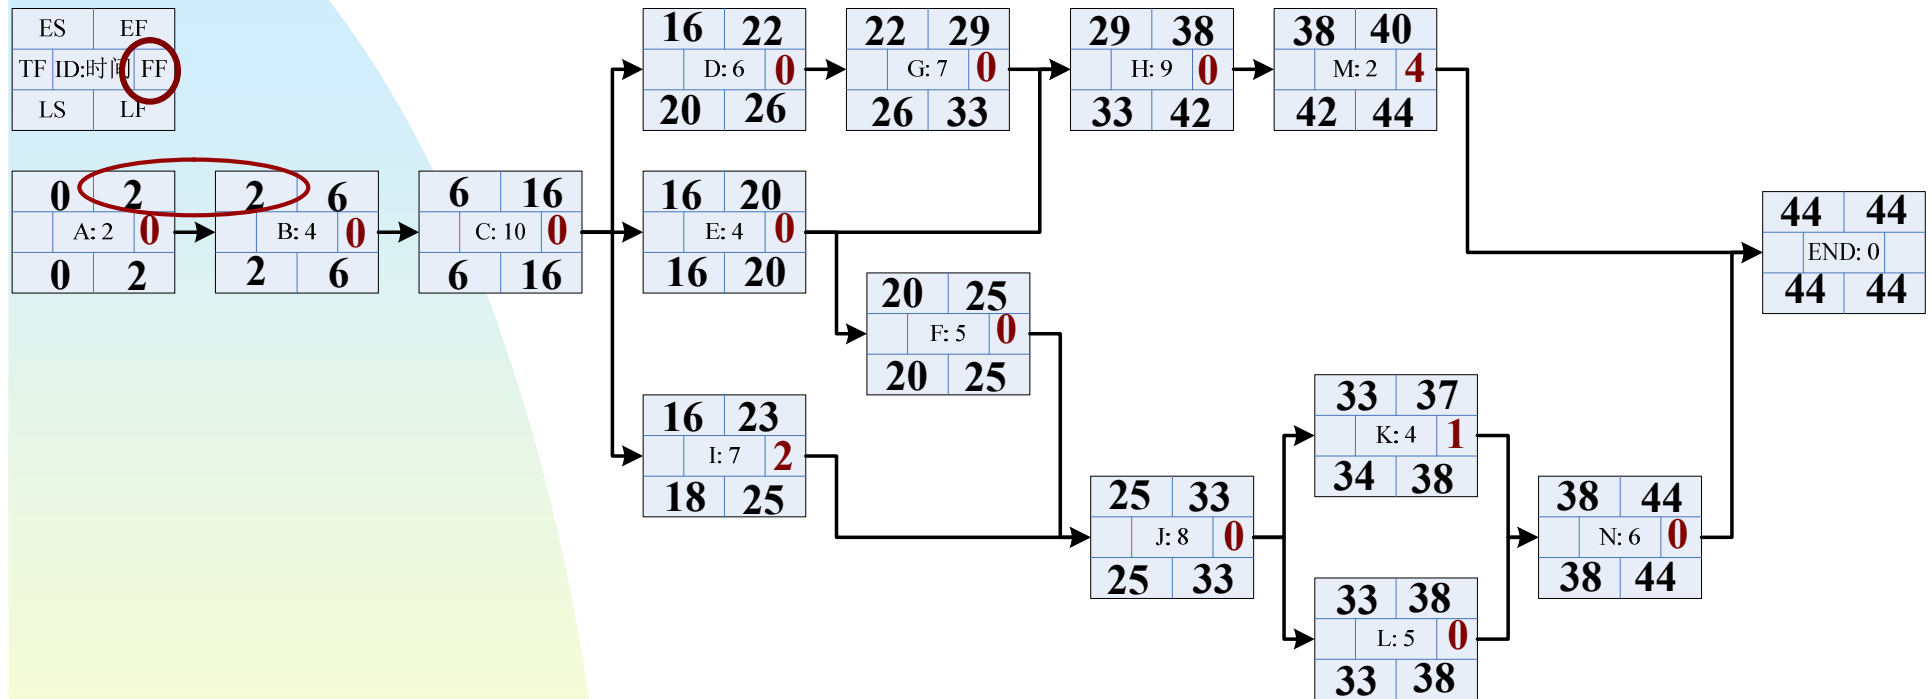 ES EF
TF ID:时间 FF
LS LF
0 2
A: 2 0
0 2
2 6
B: 4 0
2 6
6 16
C: 10 0
6 16
16 22
D: 6 0
20 26
22 29
G: 7 0
26 33
29 38
H: 9 0
33 42
38 40
M: 2 4
42 44
16 20
E: 4 0
16 20
20 25
F: 5 0
20 25
16 23
I: 7 2
18 25
25 33
J: 8 0
25 33
33 37
K: 4 1
34 38
33 38
L: 5 0
33 38
38 44
N: 6 0
38 44
44 44
END: 0
44 44